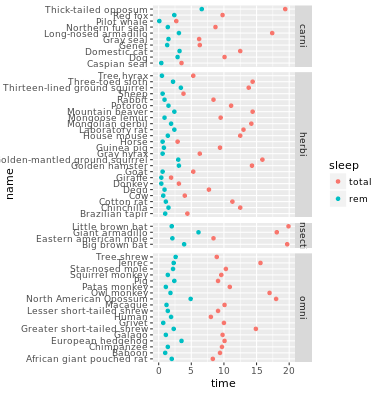 Thick-tailed opposum
Red fox
Pilot whale
Northern fur seal
Long-nosed armadillo
Gray seal
Genet
Domestic cat
Dog
Caspian seal
carni
Tree hyrax
Three-toed sloth
Thirteen-lined ground squirrel
Sheep
Rabbit
Potoroo
Mountain beaver
Mongoose lemur
Mongolian gerbil
Laboratory rat
House mouse
Horse
Guinea pig
Gray hyrax
olden-mantled ground squirrel
Golden hamster
Goat
Giraffe
Donkey
Degu
Cow
Cotton rat
Chinchilla
Brazilian tapir
herbi
Little brown bat
Giant armadillo
Eastern american mole
Big brown bat
nsect
Tree shrew
Tenrec
Star-nosed mole
Squirrel monkey
Pig
Patas monkey
Owl monkey
North American Opossum
Macaque
Lesser short-tailed shrew
Human
Grivet
Greater short-tailed shrew
Galago
European hedgehog
Chimpanzee
Baboon
African giant pouched rat
omni
name
0 5 10 15 20
time
sleep
total
rem